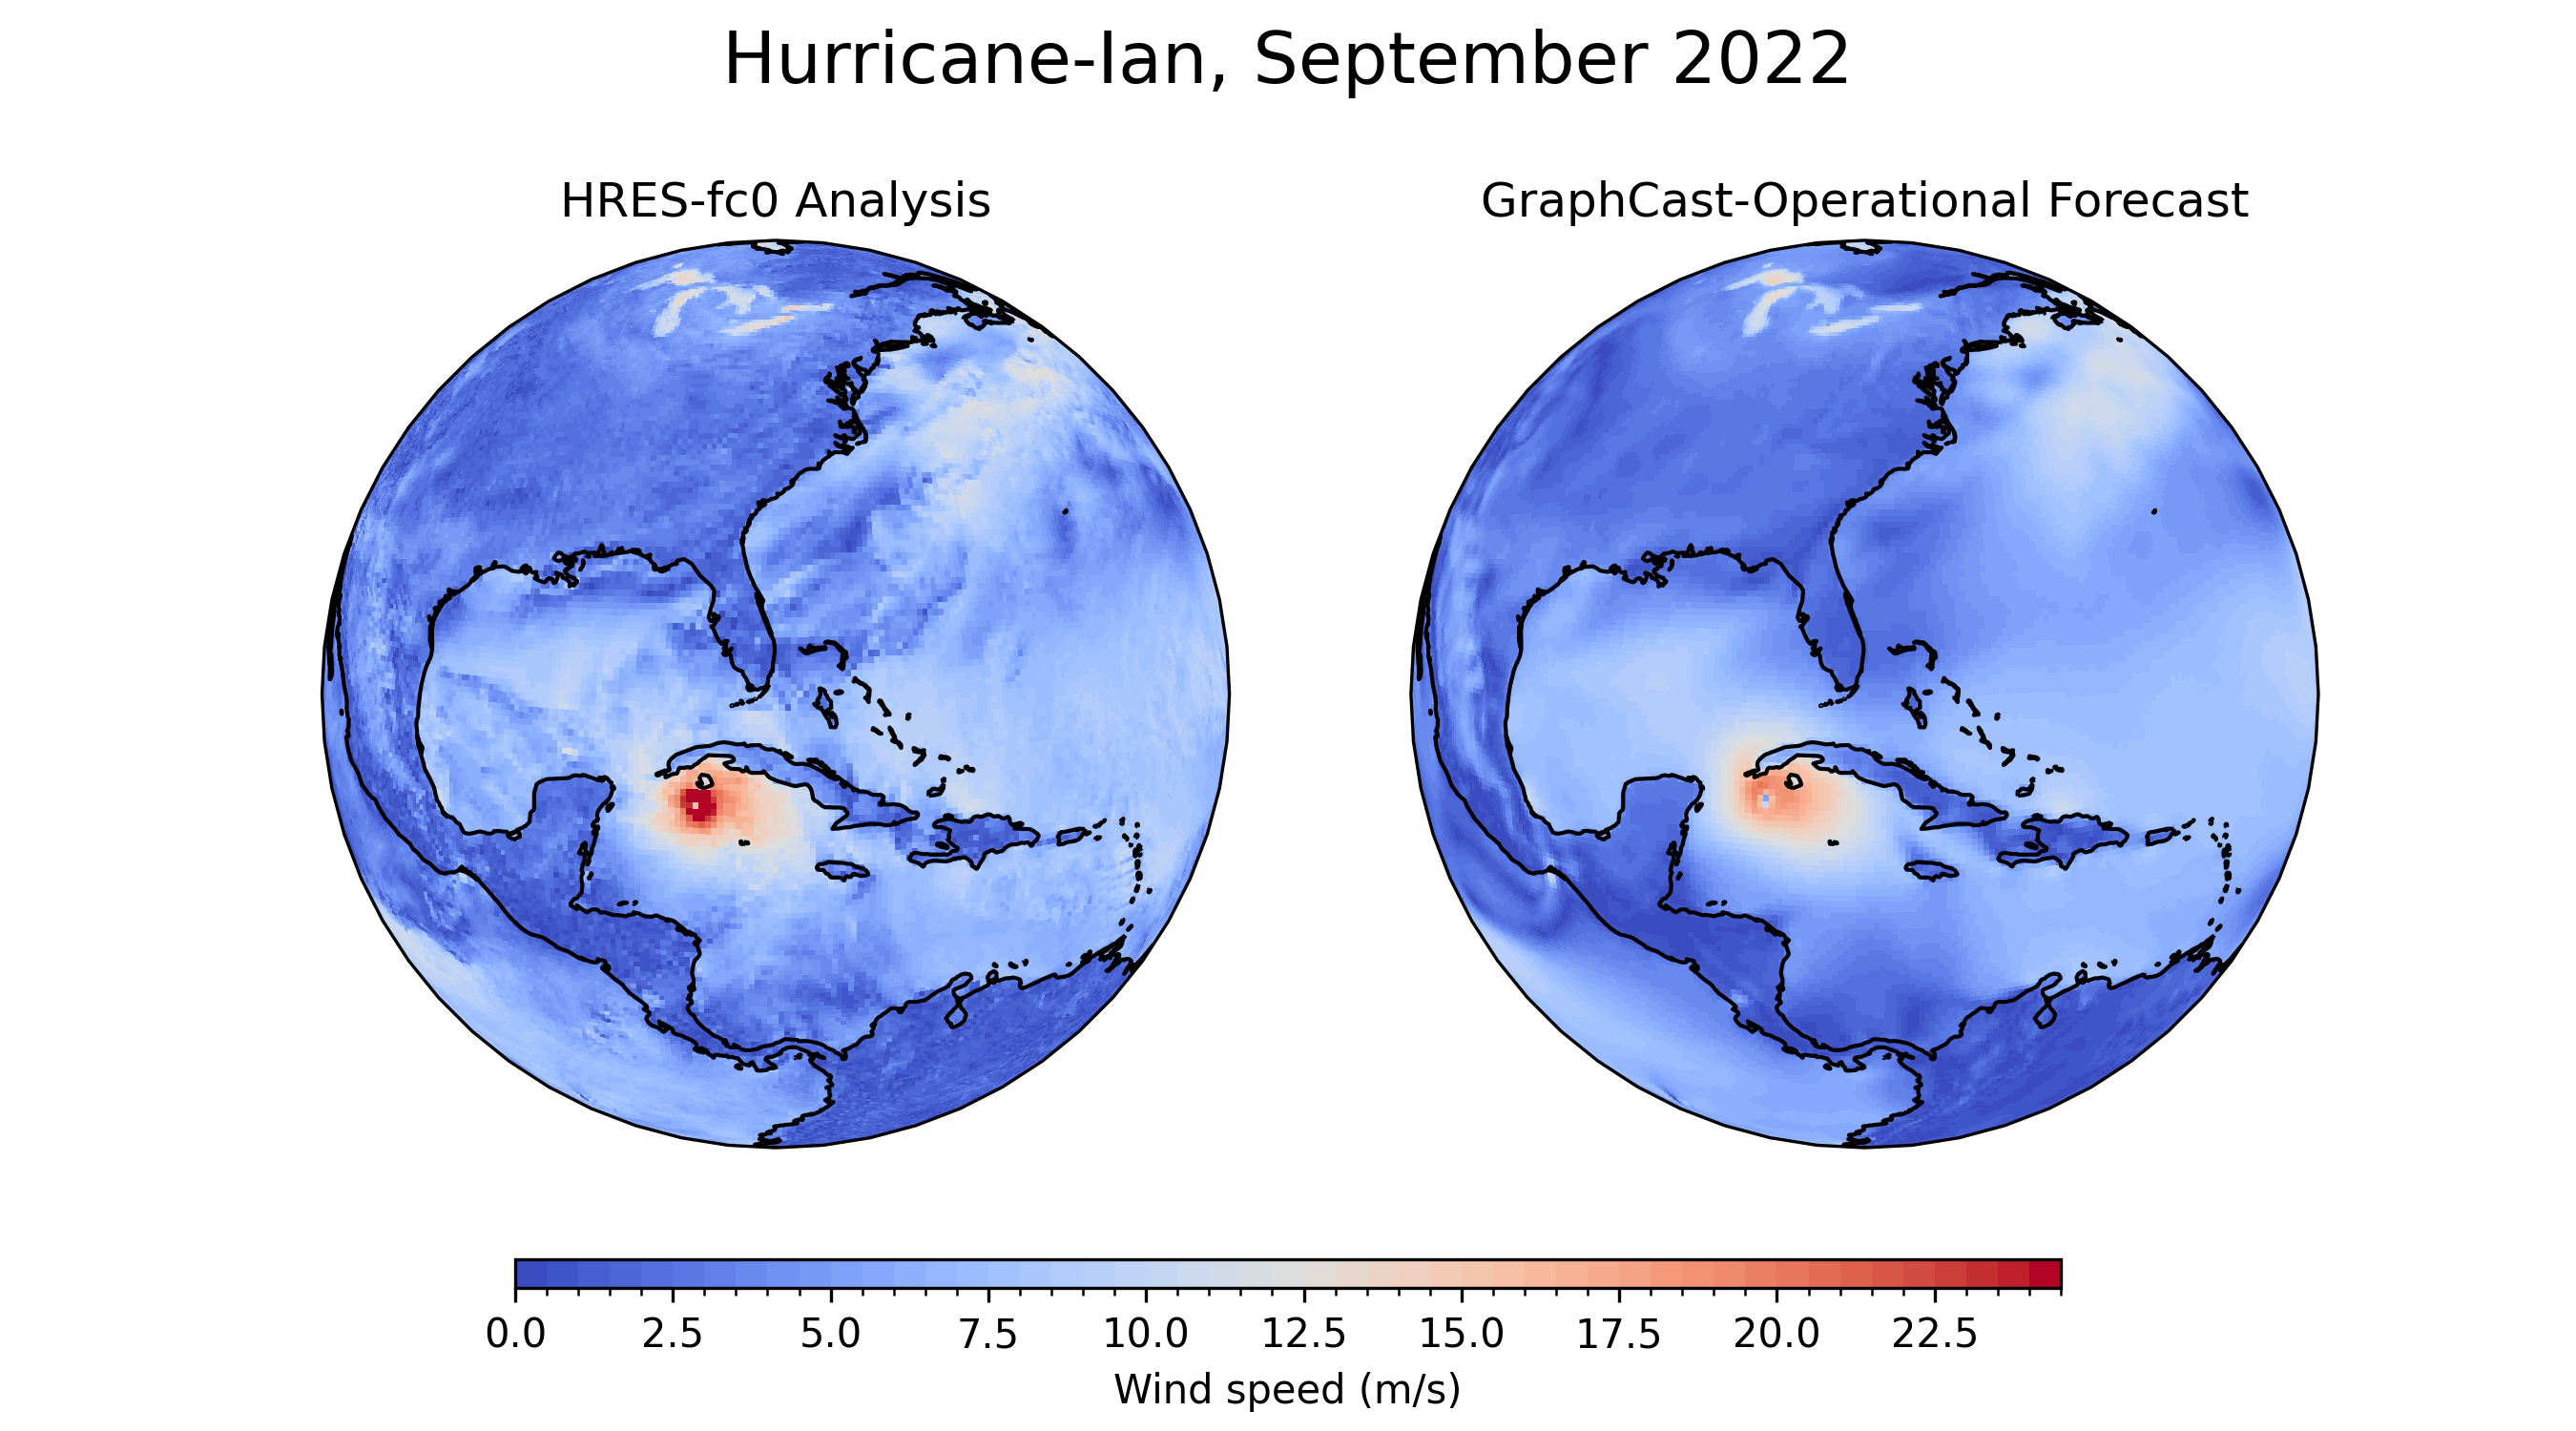 Hurricane-Ian, September 2022
HRES-fc0 Analysis
GraphCast-Operational Forecast
0.0 2.5 5.0 7.5 10.0 12.5 15.0 17.5 20.0 22.5
Wind speed (m/s)